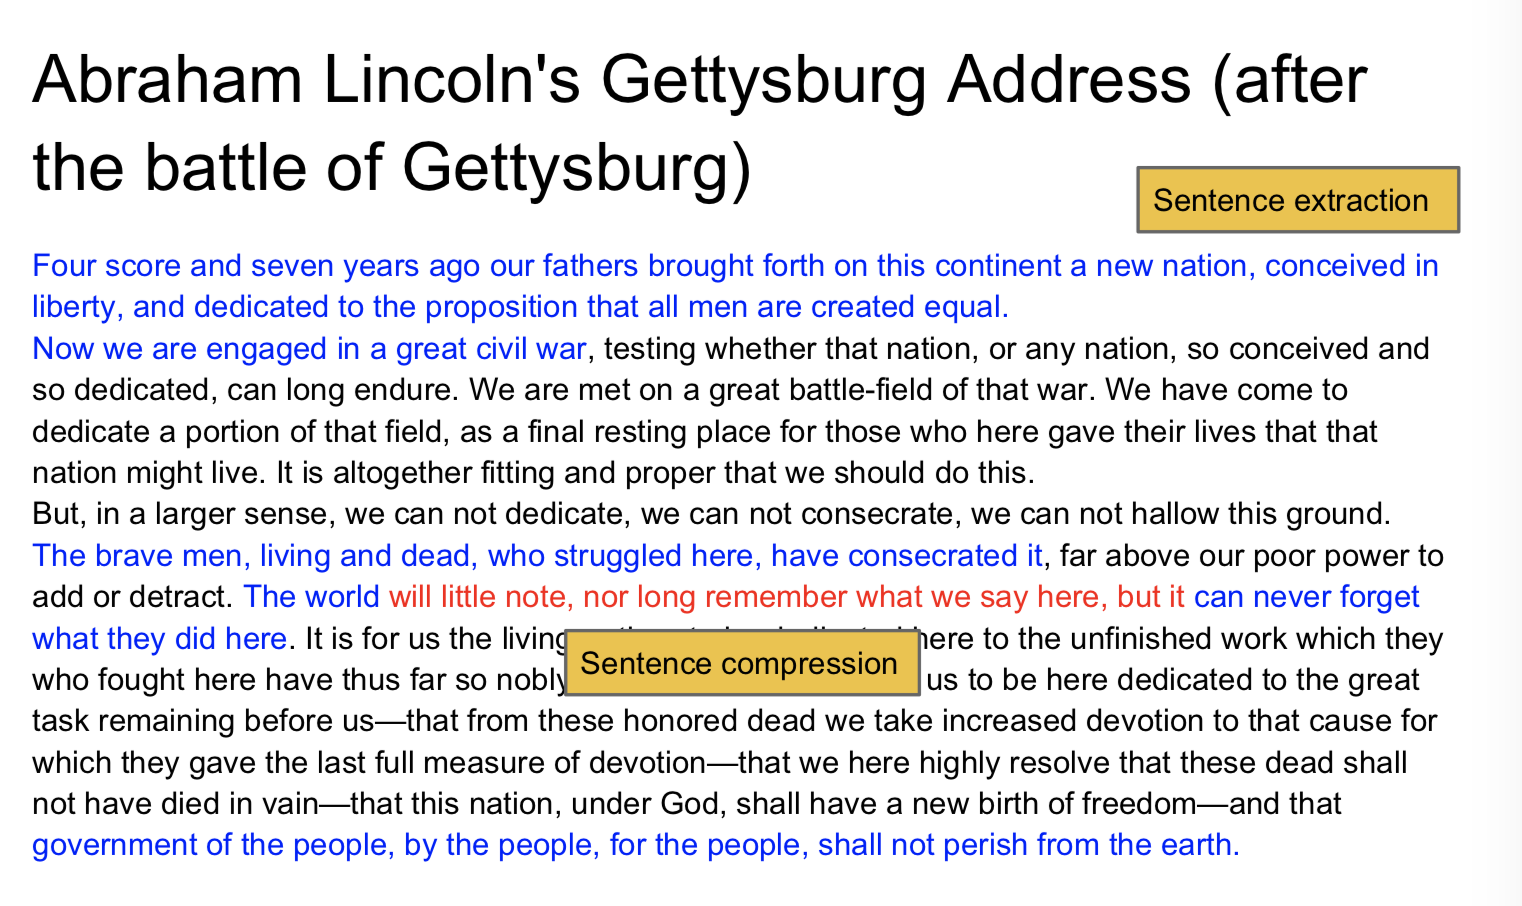 Abraham Lincoln's Gettysburg Address (after
the battle of Gettysburg)
Sentence extraction
Four score and seven years ago our fathers brought forth on this continent a new nation, conceived in
liberty, and dedicated to the proposition that all men are created equal.
Now we are engaged in a great civil war, testing whether that nation, or any nation, so conceived and
so dedicated, can long endure. We are met on a great battle-field of that war. We have come to
dedicate a portion of that field, as a final resting place for those who here gave their lives that that
nation might live. It is altogether fitting and proper that we should do this.
But, in a larger sense, we can not dedicate, we can not consecrate, we can not hallow this ground.
The brave men, living and dead, who struggled here, have consecrated it, far above our poor power to
add or detract. The world will little note, nor long remember what we say here, but it can never forget
what they did here. It is for us the living here to the unfinished work which they
Sentence compression
who fought here have thus far so nobly us to be here dedicated to the great
task remaining before us—that from these honored dead we take increased devotion to that cause for
which they gave the last full measure of devotion—that we here highly resolve that these dead shall
not have died in vain—that this nation, under God, shall have a new birth of freedom—and that
government of the people, by the people, for the people, shall not perish from the earth.